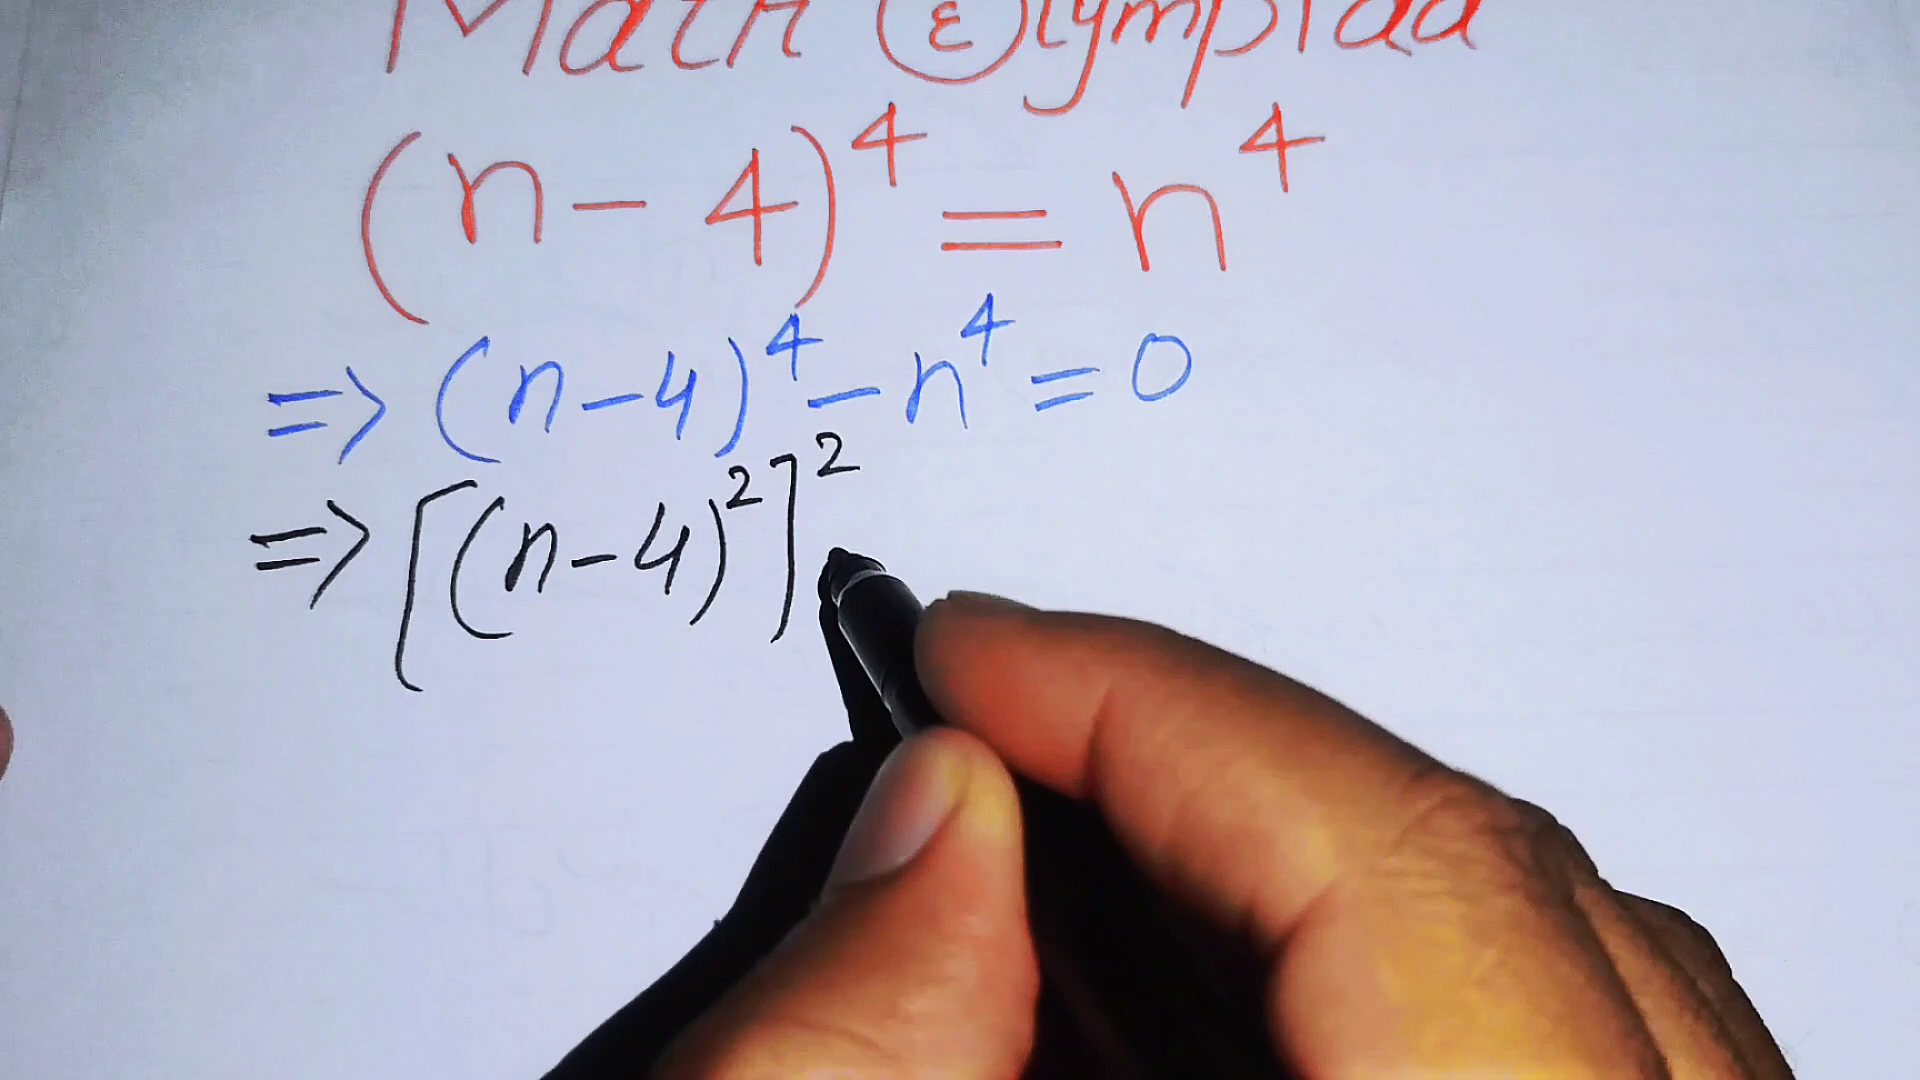 Math Olympiad
(n-4)⁴ = n⁴
=> (n-4)⁴ - n⁴ = 0
=> [(n-4)²]²